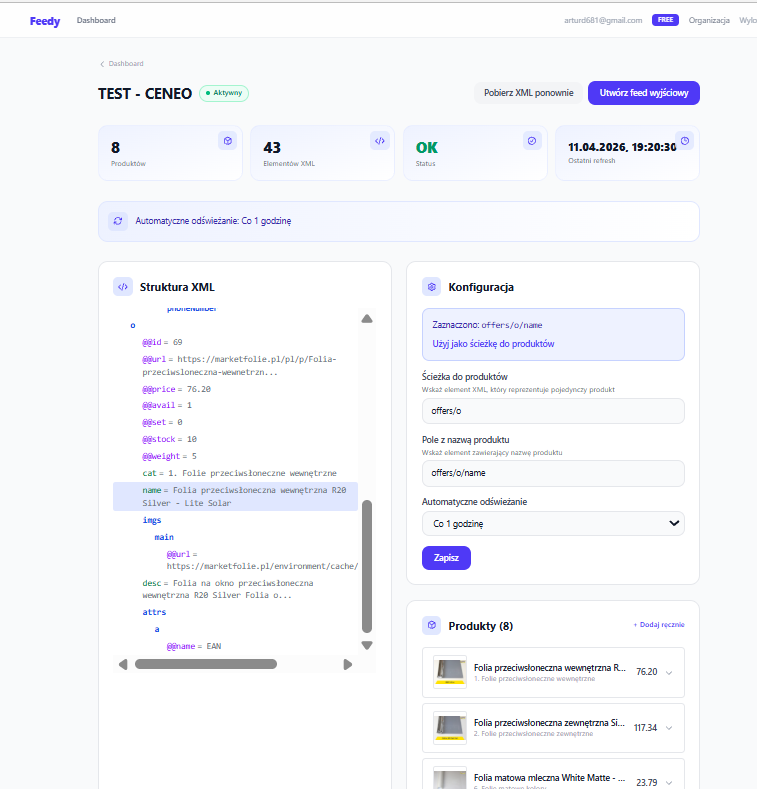 Feedy
Dashboard
arturd681@gmail.com
FREE
Organizacja
Wylo
Dashboard
TEST - CENEO
Aktywny
Pobierz XML ponownie
Utwórz feed wyjściowy
8
Produktów
43
Elementów XML
OK
Status
11.04.2026, 19:20:30
Ostatni refresh
Automatyczne odświeżanie: Co 1 godzinę
Struktura XML
phoneNumber
o
@@id = 69
@@url = https://marketfolie.pl/pl/p/Folia-
przeciwsloneczna-wewnetrzn...
@@price = 76.20
@@avail = 1
@@set = 0
@@stock = 10
@@weight = 5
cat = 1. Folie przeciwsłoneczne wewnętrzne
name = Folia przeciwsłoneczna wewnętrzna R20
Silver - Lite Solar
imgs
main
@@url =
https://marketfolie.pl/environment/cache/
desc = Folia na okno przeciwsłoneczna
wewnętrzna R20 Silver Folia o...
attrs
a
@@name = EAN
Konfiguracja
Zaznaczono: offers/o/name
Użyj jako ścieżkę do produktów
Ścieżka do produktów
Wskaż element XML, który reprezentuje pojedynczy produkt
offers/o
Pole z nazwą produktu
Wskaż element zawierający nazwę produktu
offers/o/name
Automatyczne odświeżanie
Co 1 godzinę
Zapisz
Produkty (8)
+ Dodaj ręcznie
Folia przeciwsłoneczna wewnętrzna R...
1. Folie przeciwsłoneczne wewnętrzne
76.20
Folia przeciwsłoneczna zewnętrzna Si...
2. Folie przeciwsłoneczne zewnętrzne
117.34
Folia matowa mleczna White Matte - ...
6. Folie matowe kolory
23.79